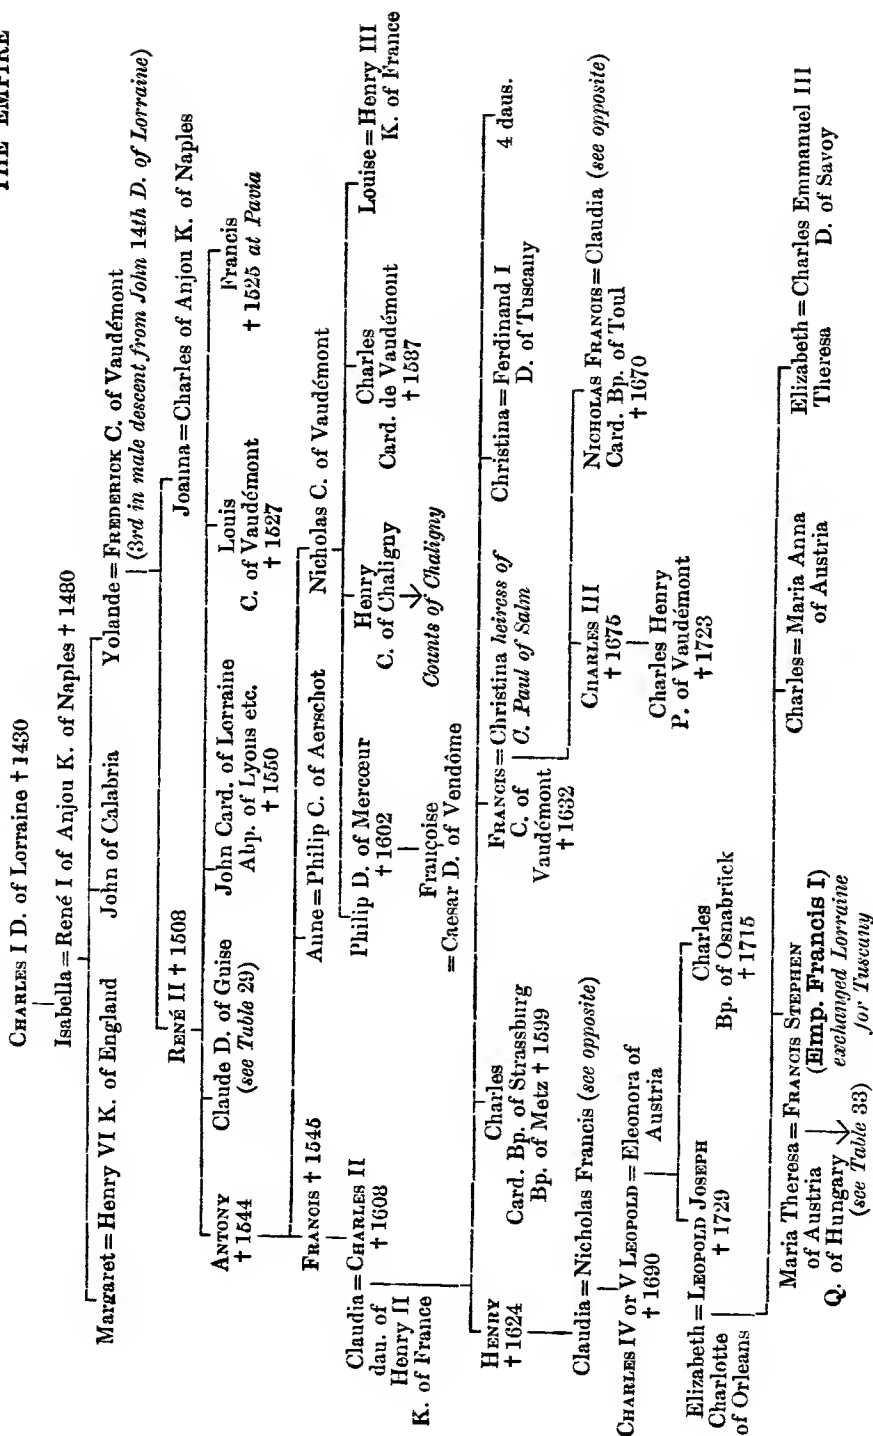 THE EMPIRE
CHARLES I D. of Lorraine † 1430
Isabella = René I of Anjou K. of Naples † 1480
Margaret = Henry VI K. of England
John of Calabria
Yolande = FREDERICK C. of Vaudémont
(3rd in male descent from John 14th D. of Lorraine)
RENÉ II † 1508
Joanna = Charles of Anjou K. of Naples
ANTONY
† 1544
Claude D. of Guise
(see Table 29)
John Card. of Lorraine
Abp. of Lyons etc.
† 1550
Louis
C. of Vaudémont
† 1527
Francis
† 1525 at Pavia
FRANCIS † 1545
Anne = Philip C. of Aerschot
Nicholas C. of Vaudémont
Claudia = CHARLES II
dau. of † 1608
Henry II
K. of France
Philip D. of Mercœur
† 1602
Françoise
= Caesar D. of Vendôme
Henry
C. of Chaligny
Counts of Chaligny
Charles
Card. de Vaudémont
† 1587
Louise = Henry III
K. of France
HENRY
† 1624
Charles
Card. Bp. of Strassburg
Bp. of Metz † 1599
FRANCIS = Christina heiress of
C. of C. Paul of Salm
Vaudémont
† 1632
Christina = Ferdinand I
D. of Tuscany
4 daus.
Claudia = Nicholas Francis (see opposite)
CHARLES III
† 1675
Charles Henry
P. of Vaudémont
† 1723
NICHOLAS FRANCIS = Claudia (see opposite)
Card. Bp. of Toul
† 1670
CHARLES IV or V LEOPOLD = Eleonora of
† 1690 Austria
Elizabeth = LEOPOLD JOSEPH
Charlotte † 1729
of Orleans
Charles
Bp. of Osnabrück
† 1715
Maria Theresa = FRANCIS STEPHEN
of Austria (Emp. Francis I)
Q. of Hungary exchanged Lorraine
(see Table 33) for Tuscany
Charles = Maria Anna
of Austria
Elizabeth = Charles Emmanuel III
Theresa D. of Savoy